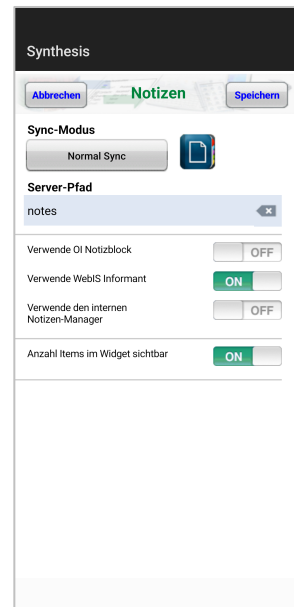 Synthesis
Abbrechen Notizen Speichern
Sync-Modus
Normal Sync
Server-Pfad
notes
Verwende OI Notizblock OFF
Verwende WebIS Informant ON
Verwende den internen
Notizen-Manager OFF
Anzahl Items im Widget sichtbar ON